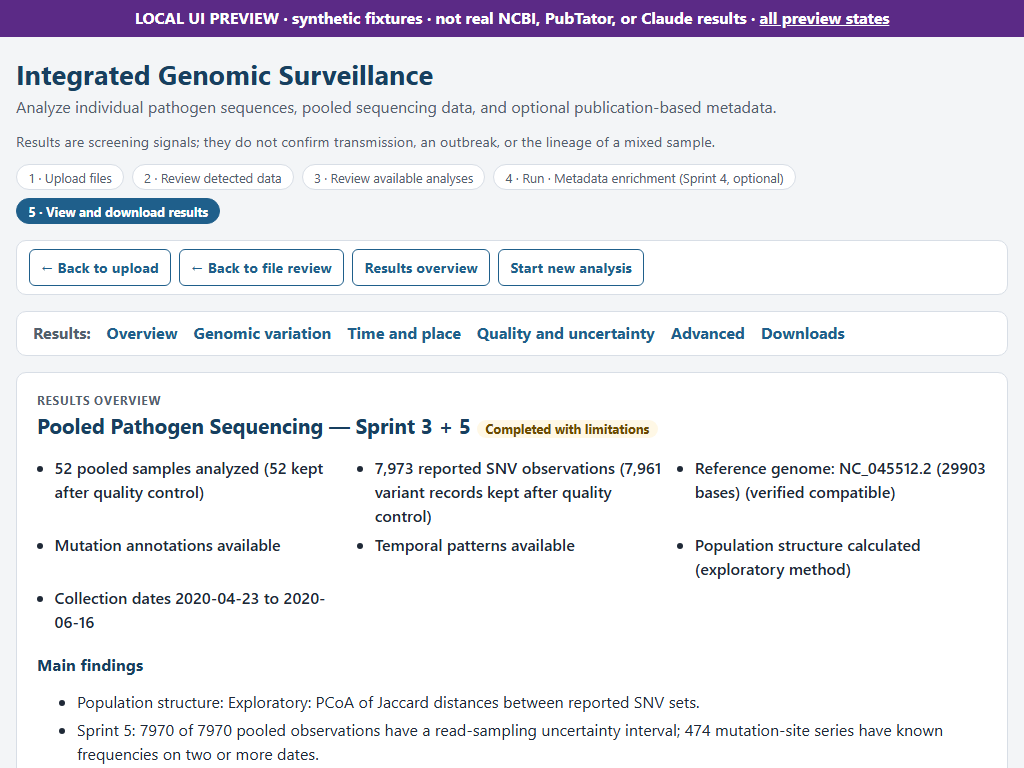 LOCAL UI PREVIEW · synthetic fixtures · not real NCBI, PubTator, or Claude results · all preview states
Integrated Genomic Surveillance
Analyze individual pathogen sequences, pooled sequencing data, and optional publication-based metadata.
Results are screening signals; they do not confirm transmission, an outbreak, or the lineage of a mixed sample.
1 · Upload files
2 · Review detected data
3 · Review available analyses
4 · Run · Metadata enrichment (Sprint 4, optional)
5 · View and download results
← Back to upload
← Back to file review
Results overview
Start new analysis
Results: Overview Genomic variation Time and place Quality and uncertainty Advanced Downloads
RESULTS OVERVIEW
Pooled Pathogen Sequencing — Sprint 3 + 5 Completed with limitations
• 52 pooled samples analyzed (52 kept
after quality control)
• 7,973 reported SNV observations (7,961
variant records kept after quality
control)
• Reference genome: NC_045512.2 (29903
bases) (verified compatible)
• Mutation annotations available
• Temporal patterns available
• Population structure calculated
(exploratory method)
• Collection dates 2020-04-23 to 2020-
06-16
Main findings
• Population structure: Exploratory: PCoA of Jaccard distances between reported SNV sets.
• Sprint 5: 7970 of 7970 pooled observations have a read-sampling uncertainty interval; 474 mutation-site series have known
frequencies on two or more dates.